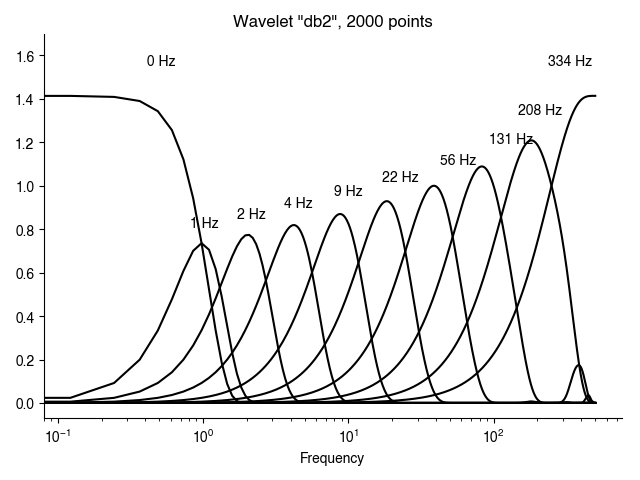 Wavelet "db2", 2000 points
1.6
1.4
1.2
1.0
0.8
0.6
0.4
0.2
0.0
0 Hz
1 Hz
2 Hz
4 Hz
9 Hz
22 Hz
56 Hz
131 Hz
208 Hz
334 Hz
10⁻¹
10⁰
10¹
10²
Frequency